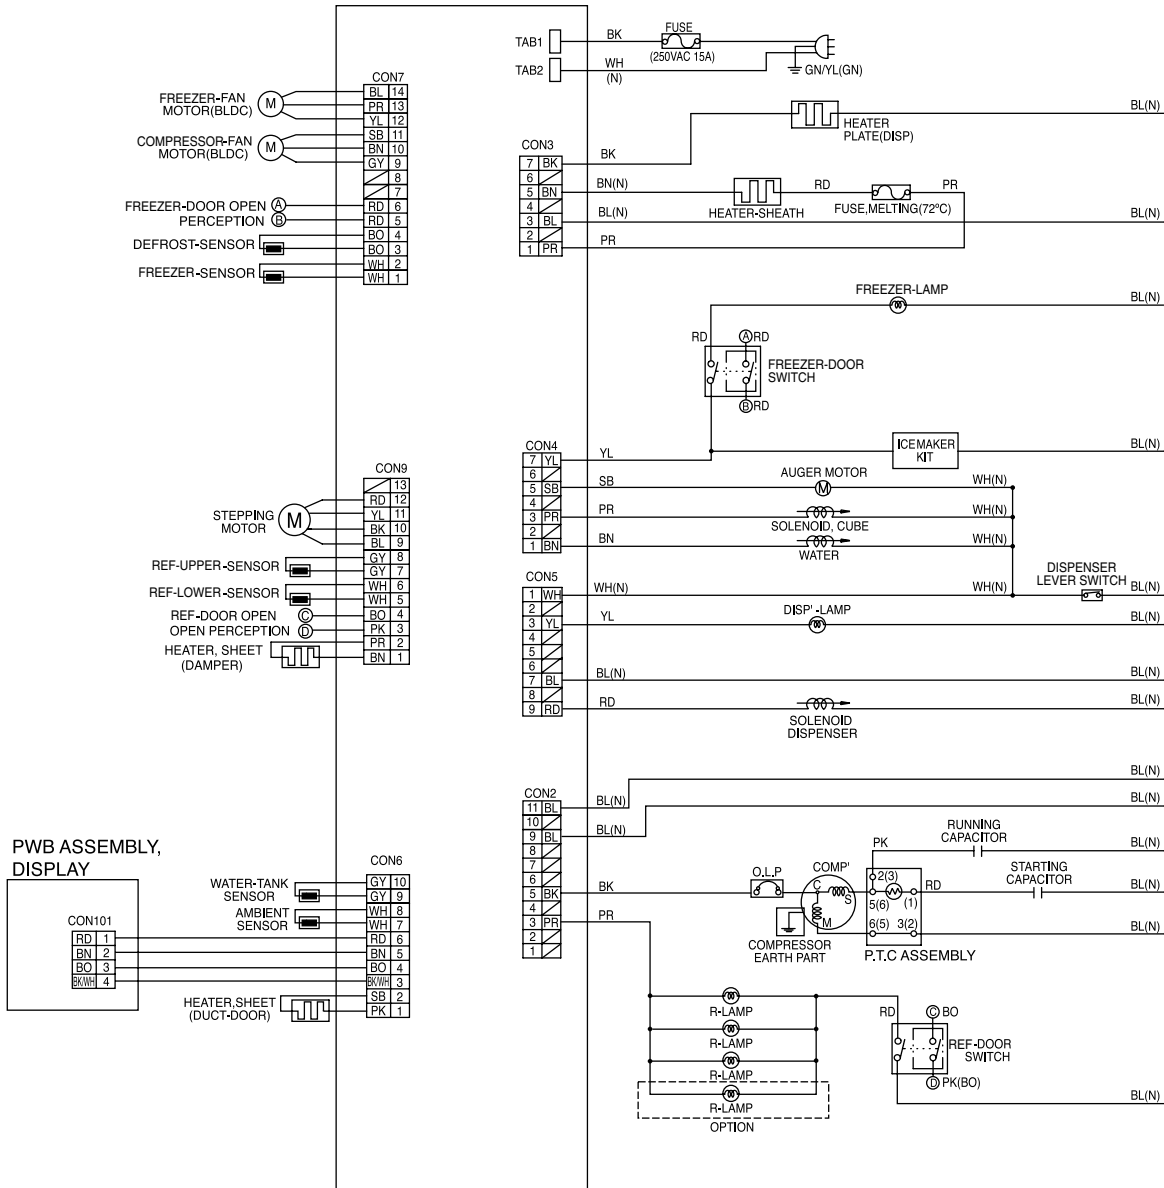 TAB1
BK
FUSE
(250VAC 15A)
TAB2
WH
(N)
GN/YL(GN)
CON7
BL 14
PR 13
YL 12
SB 11
BN 10
GY 9
8
7
RD 6
RD 5
BO 4
BO 3
WH 2
WH 1
FREEZER-FAN
MOTOR(BLDC)
M
COMPRESSOR-FAN
MOTOR(BLDC)
M
FREEZER-DOOR OPEN A
PERCEPTION B
DEFROST-SENSOR
FREEZER-SENSOR
CON3
7 BK
6
5 BN
4
3 BL
2
1 PR
BK
HEATER
PLATE(DISP)
BL(N)
BN(N)
HEATER-SHEATH
RD
FUSE,MELTING(72°C)
PR
BL(N)
BL(N)
PR
FREEZER-LAMP
BL(N)
RD
A RD
FREEZER-DOOR
SWITCH
B RD
CON4
7 YL
6
5 SB
4
3 PR
2
1 BN
YL
ICEMAKER
KIT
BL(N)
SB
AUGER MOTOR
M
WH(N)
PR
SOLENOID, CUBE
WH(N)
BN
WATER
WH(N)
CON9
13
RD 12
YL 11
BK 10
BL 9
GY 8
GY 7
WH 6
WH 5
BO 4
PK 3
PR 2
BN 1
STEPPING
MOTOR
M
REF-UPPER-SENSOR
REF-LOWER-SENSOR
REF-DOOR OPEN C
OPEN PERCEPTION D
HEATER, SHEET
(DAMPER)
CON5
1 WH
2
3 YL
4
5
6
7 BL
8
9 RD
WH(N)
WH(N)
DISPENSER
LEVER SWITCH
BL(N)
YL
DISP'-LAMP
BL(N)
BL(N)
BL(N)
RD
SOLENOID
DISPENSER
BL(N)
CON2
11 BL
10
9 BL
8
7
6
5 BK
4
3 PR
2
1
BL(N)
BL(N)
BL(N)
BL(N)
RUNNING
CAPACITOR
PK
BL(N)
STARTING
CAPACITOR
RD
BL(N)
BK
O.L.P
COMP'
C
S
M
2(3)
5(6)
(1)
6(5)
3(2)
BL(N)
COMPRESSOR
EARTH PART
P.T.C ASSEMBLY
PR
R-LAMP
R-LAMP
R-LAMP
R-LAMP
OPTION
RD
C BO
REF-DOOR
SWITCH
D PK(BO)
BL(N)
PWB ASSEMBLY,
DISPLAY
CON101
RD 1
BN 2
BO 3
BK/WH 4
CON6
GY 10
GY 9
WH 8
WH 7
RD 6
BN 5
BO 4
BK/WH 3
SB 2
PK 1
WATER-TANK
SENSOR
AMBIENT
SENSOR
HEATER,SHEET
(DUCT-DOOR)